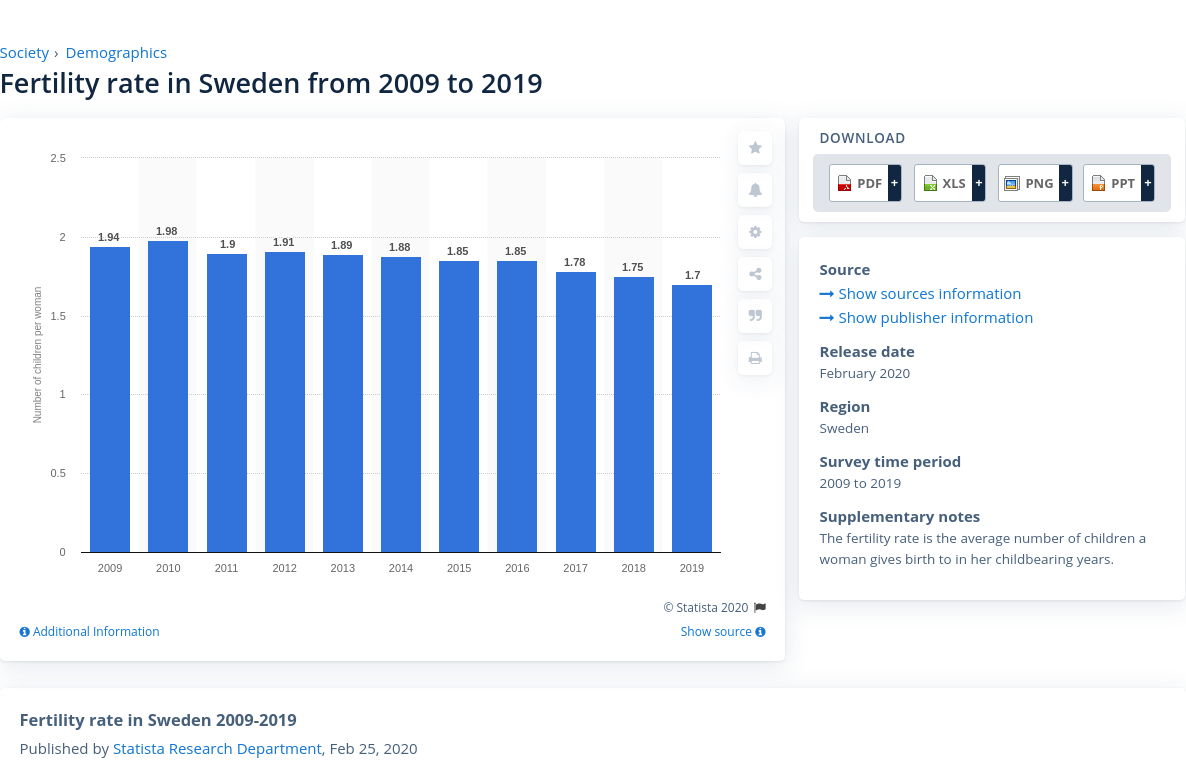 Society › Demographics
Fertility rate in Sweden from 2009 to 2019
2.5
2
1.5
1
0.5
0
Number of children per woman
1.94
1.98
1.9
1.91
1.89
1.88
1.85
1.85
1.78
1.75
1.7
2009 2010 2011 2012 2013 2014 2015 2016 2017 2018 2019
© Statista 2020
Additional Information
Show source
DOWNLOAD
PDF + XLS + PNG + PPT +
Source
Show sources information
Show publisher information
Release date
February 2020
Region
Sweden
Survey time period
2009 to 2019
Supplementary notes
The fertility rate is the average number of children a
woman gives birth to in her childbearing years.
Fertility rate in Sweden 2009-2019
Published by Statista Research Department, Feb 25, 2020